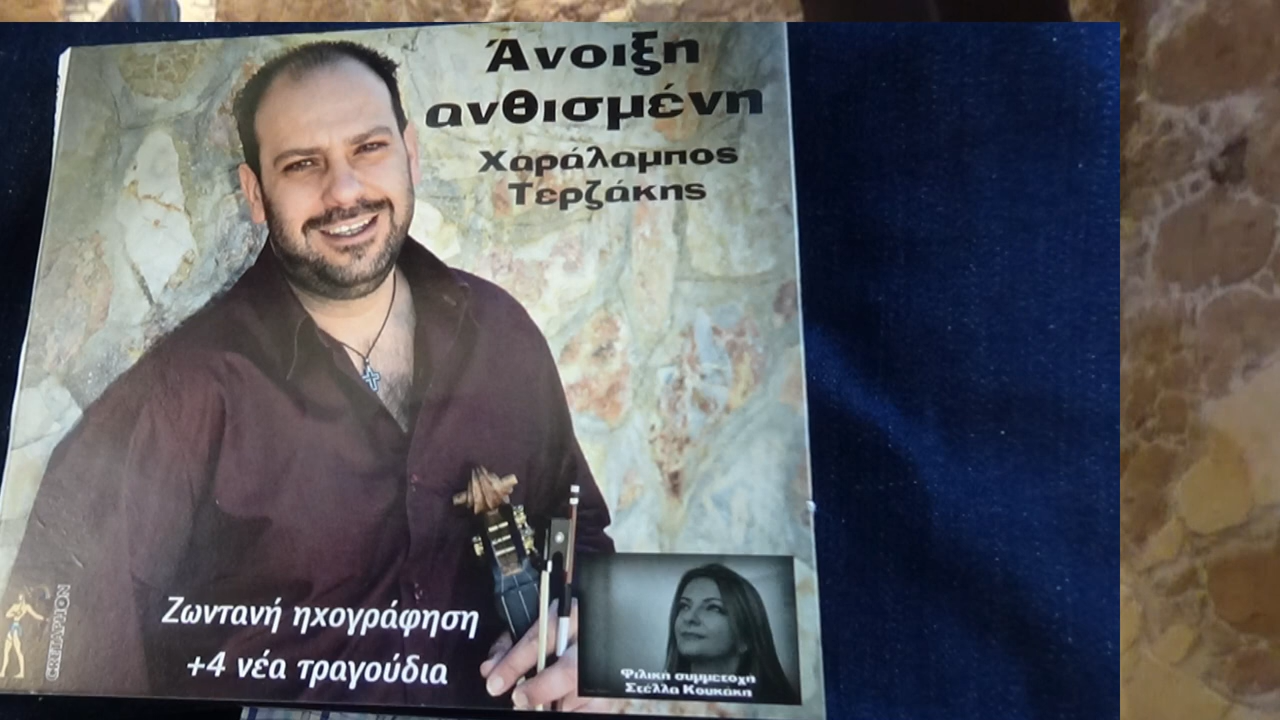 Άνοιξη
ανθισμένη
Χαράλαμπος
Τερζάκης
Ζωντανή ηχογράφηση
+4 νέα τραγούδια
Φιλική συμμετοχή
Στέλλα Κουκάκη